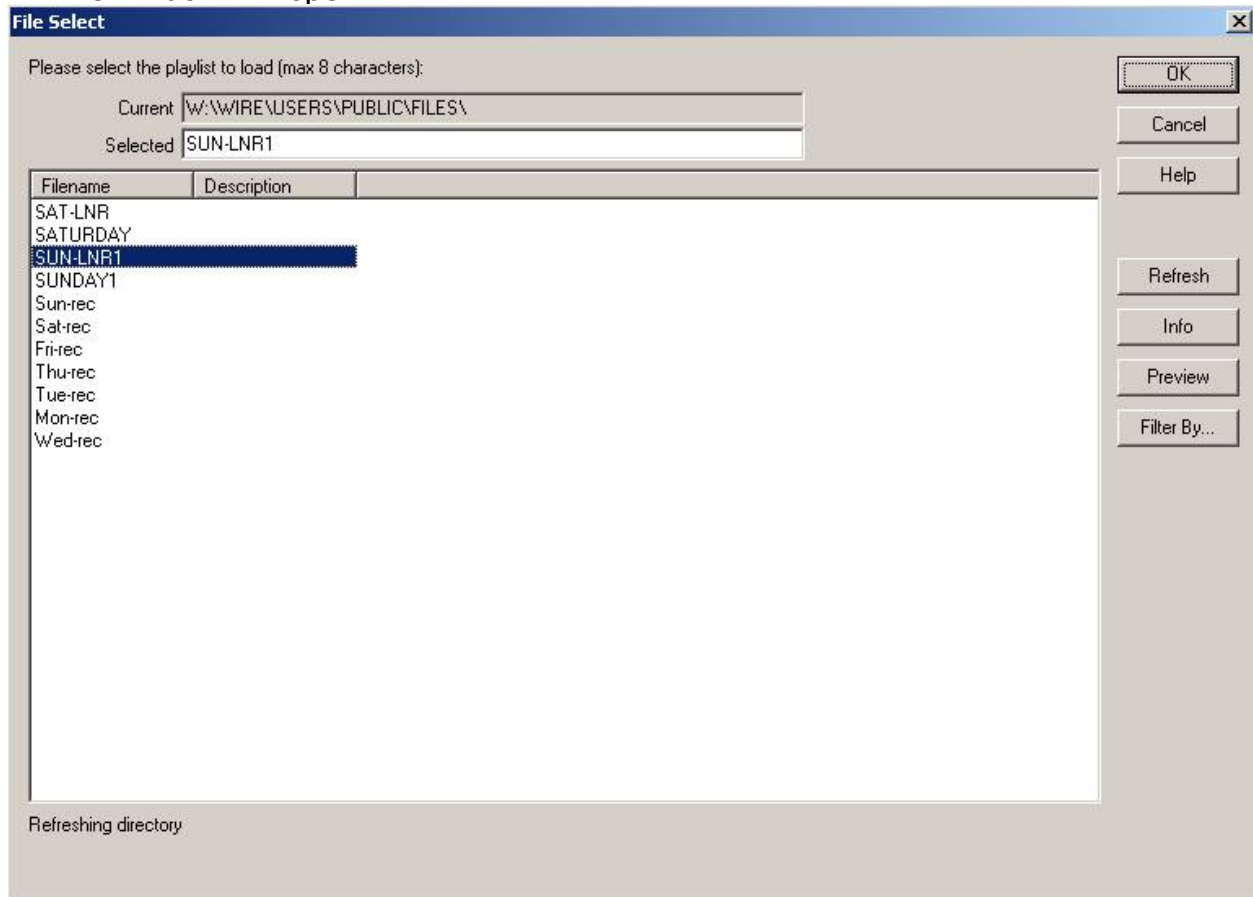 File Select
Please select the playlist to load (max 8 characters):
Current W:\WIRE\USERS\PUBLIC\FILES\
Selected SUN-LNR1
OK
Cancel
Help
Filename Description
SAT-LNR
SATURDAY
SUN-LNR1
SUNDAY1
Sun-rec
Sat-rec
Fri-rec
Thu-rec
Tue-rec
Mon-rec
Wed-rec
Refresh
Info
Preview
Filter By...
Refreshing directory